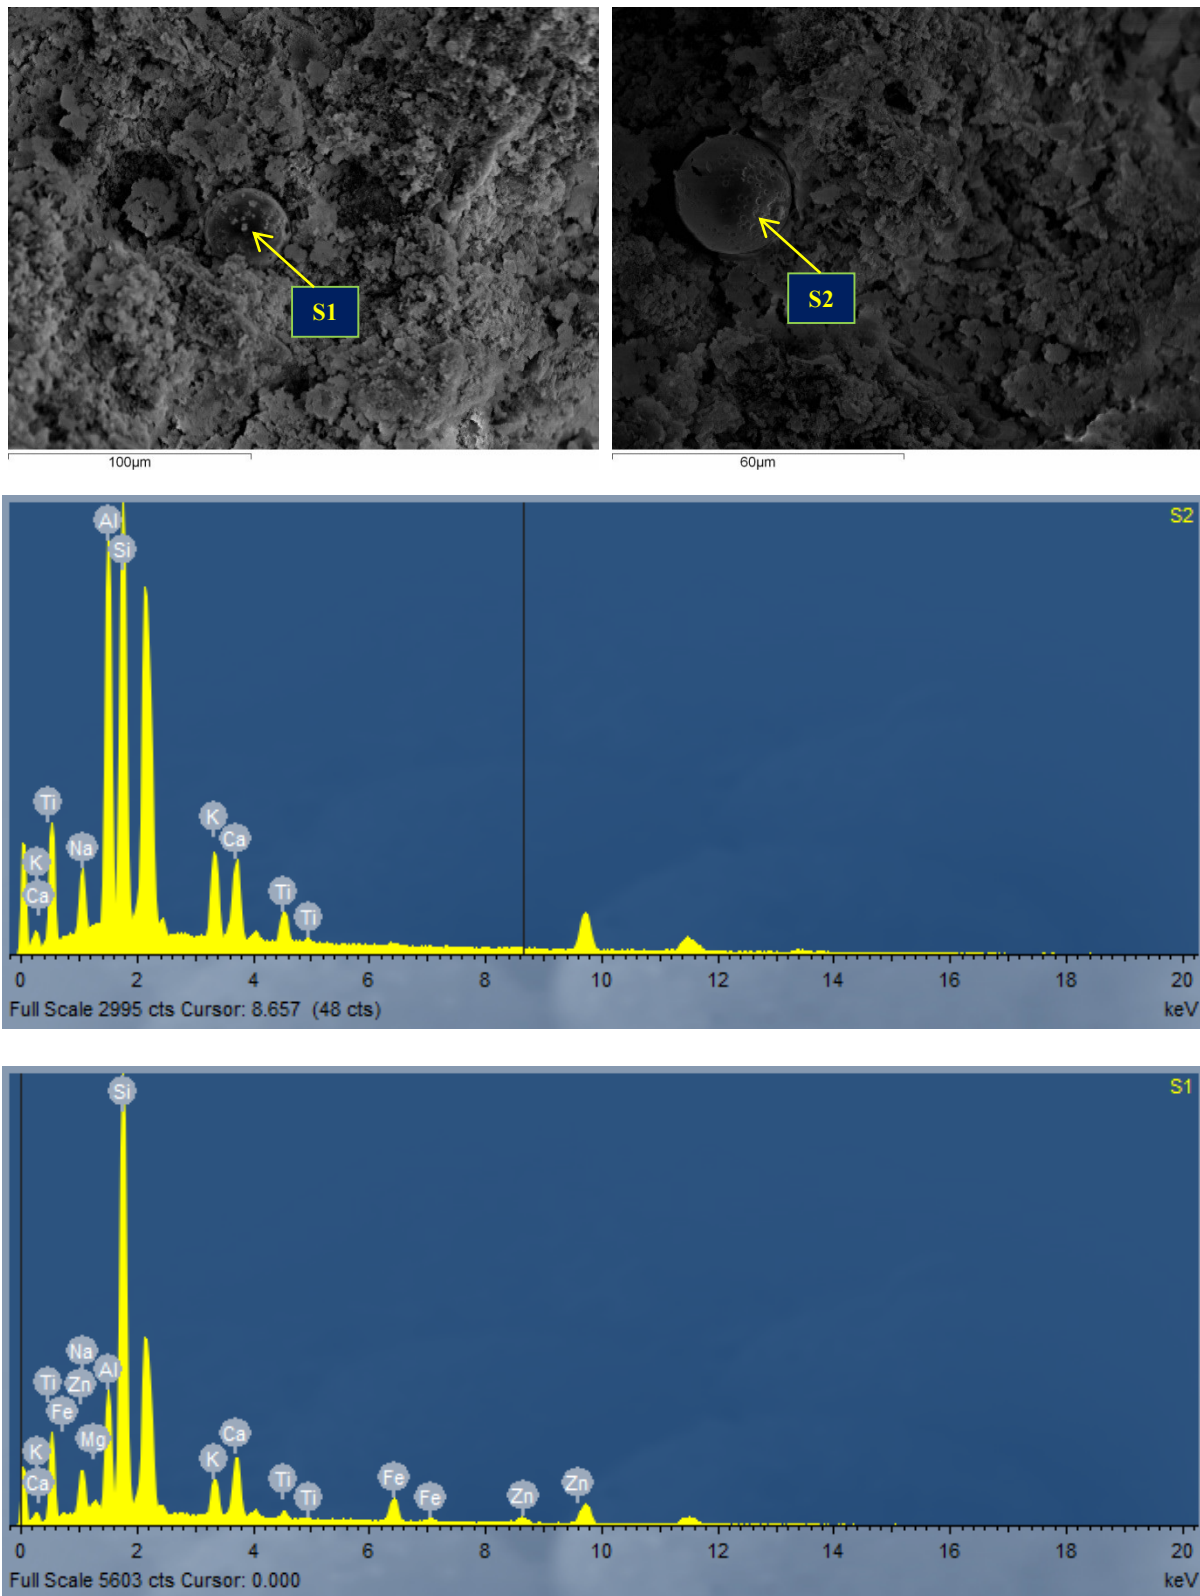 S1
S2
100µm
60µm
S2
Al
Si
Ti
K
Na
Ca
K
Ca
Ti
Ti
0 2 4 6 8 10 12 14 16 18 20
Full Scale 2995 cts Cursor: 8.657 (48 cts) keV
S1
Si
Na
Al
Ti Zn
Fe
Ca
Mg
K
K
Ca
Ti
Ti
Fe
Fe
Zn
Zn
0 2 4 6 8 10 12 14 16 18 20
Full Scale 5603 cts Cursor: 0.000 keV